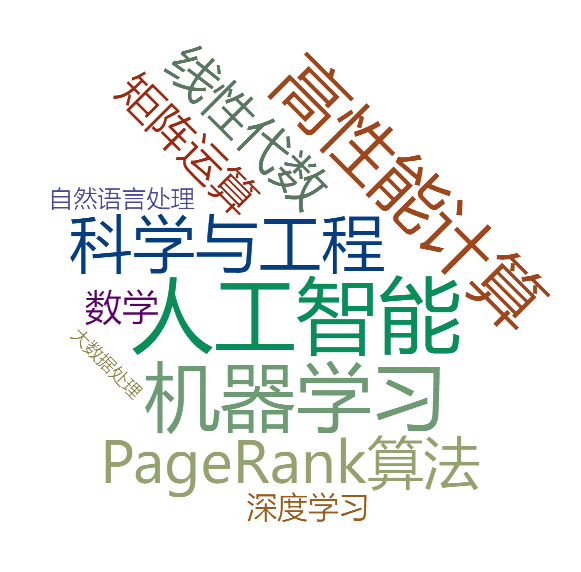 线性代数
高性能计算
矩阵运算
自然语言处理
科学与工程
数学
人工智能
大数据处理
机器学习
PageRank算法
深度学习